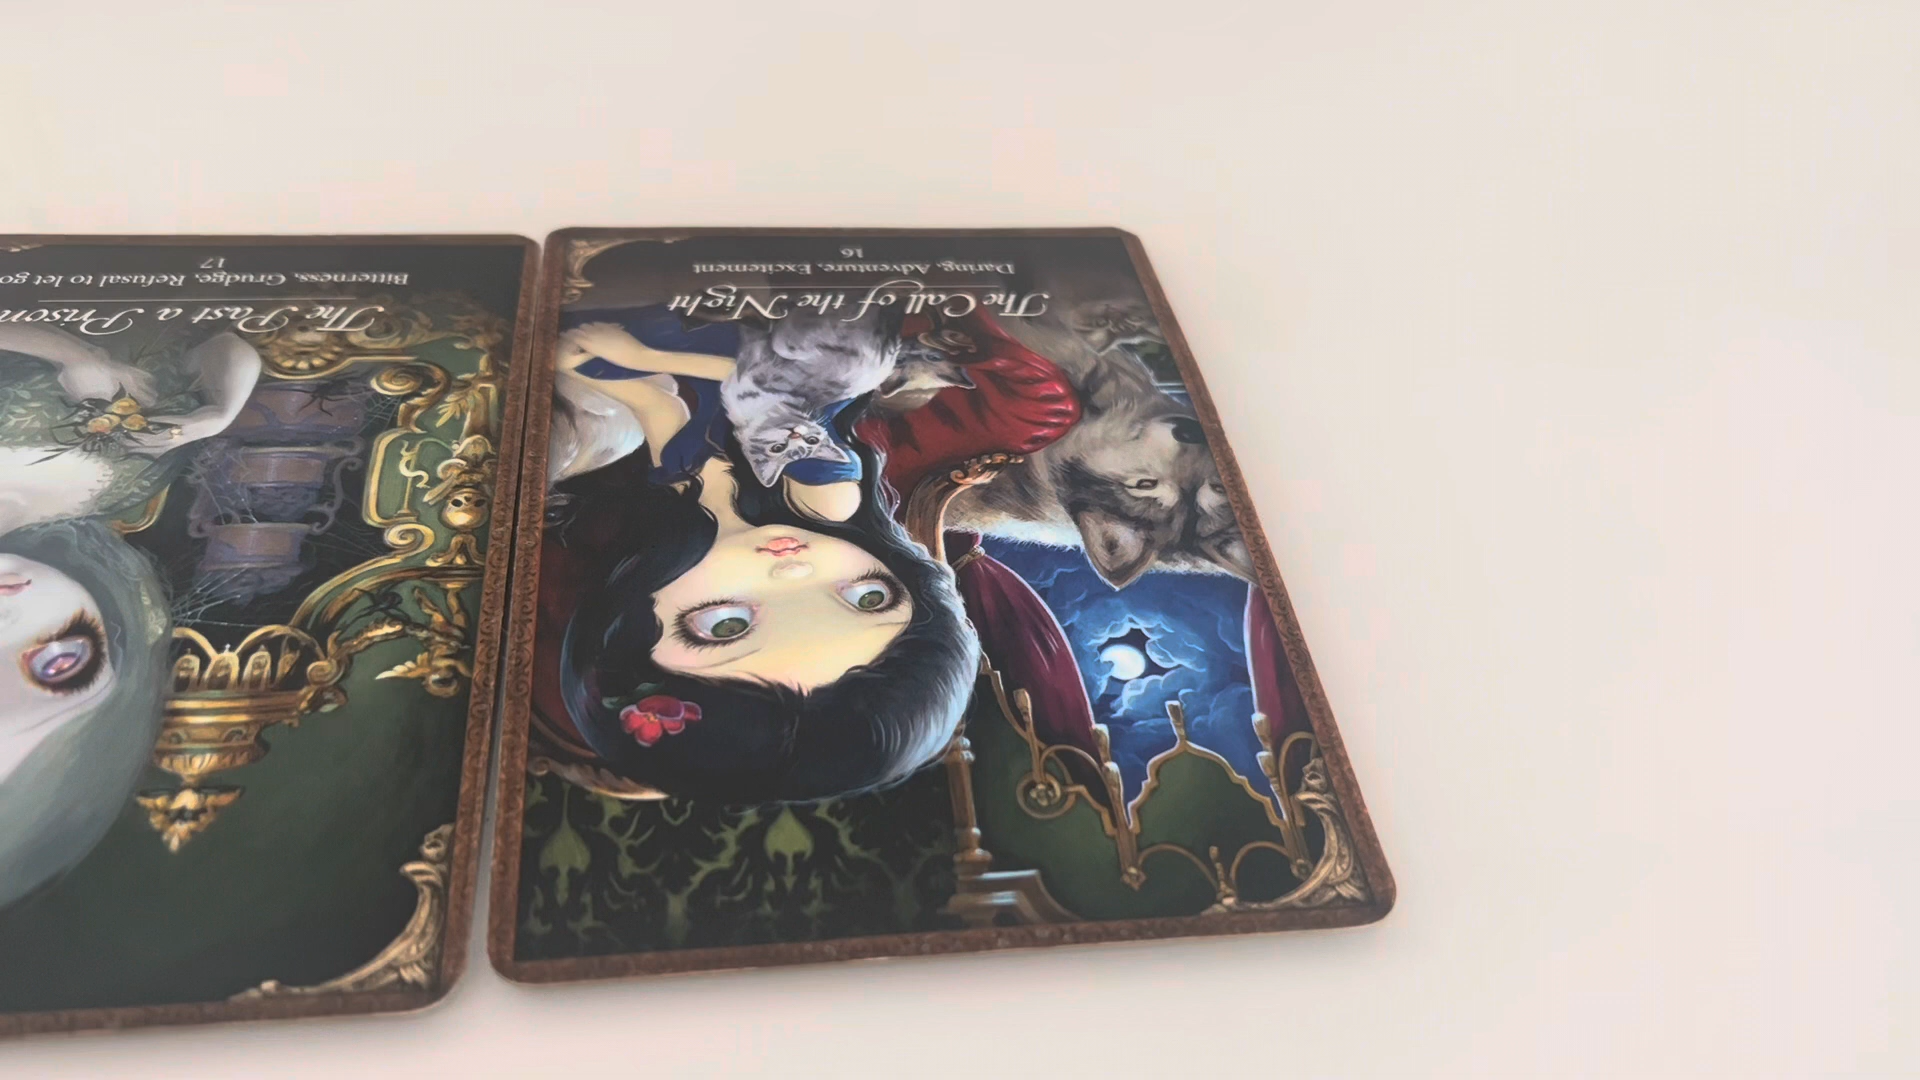 The Call of the Night
Daring, Adventure, Excitement
16
The Past a Prison
Bitterness, Grudge, Refusal to let go
17